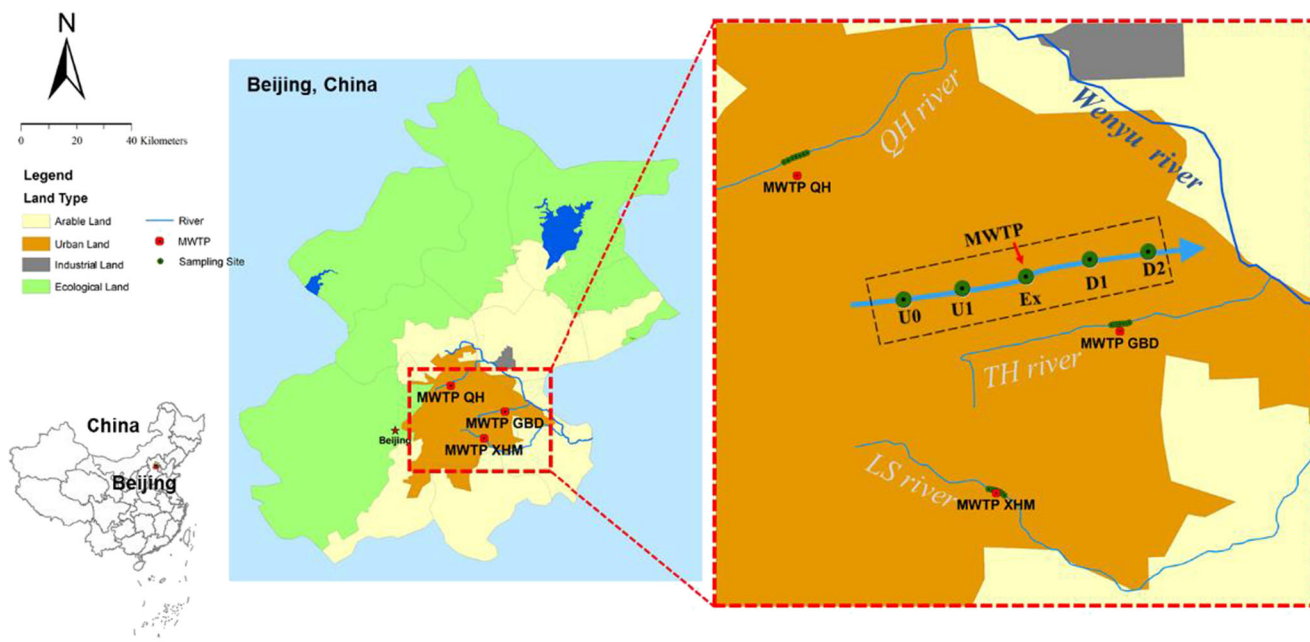 N
0 20 40 Kilometers
Legend
Land Type
Arable Land
Urban Land
Industrial Land
Ecological Land
River
MWTP
Sampling Site
China
Beijing
Beijing, China
MWTP QH
MWTP GBD
MWTP XHM
Beijing
QH river
Wenyu river
MWTP QH
MWTP
U0
U1
Ex
D1
D2
MWTP GBD
TH river
LS river
MWTP XHM